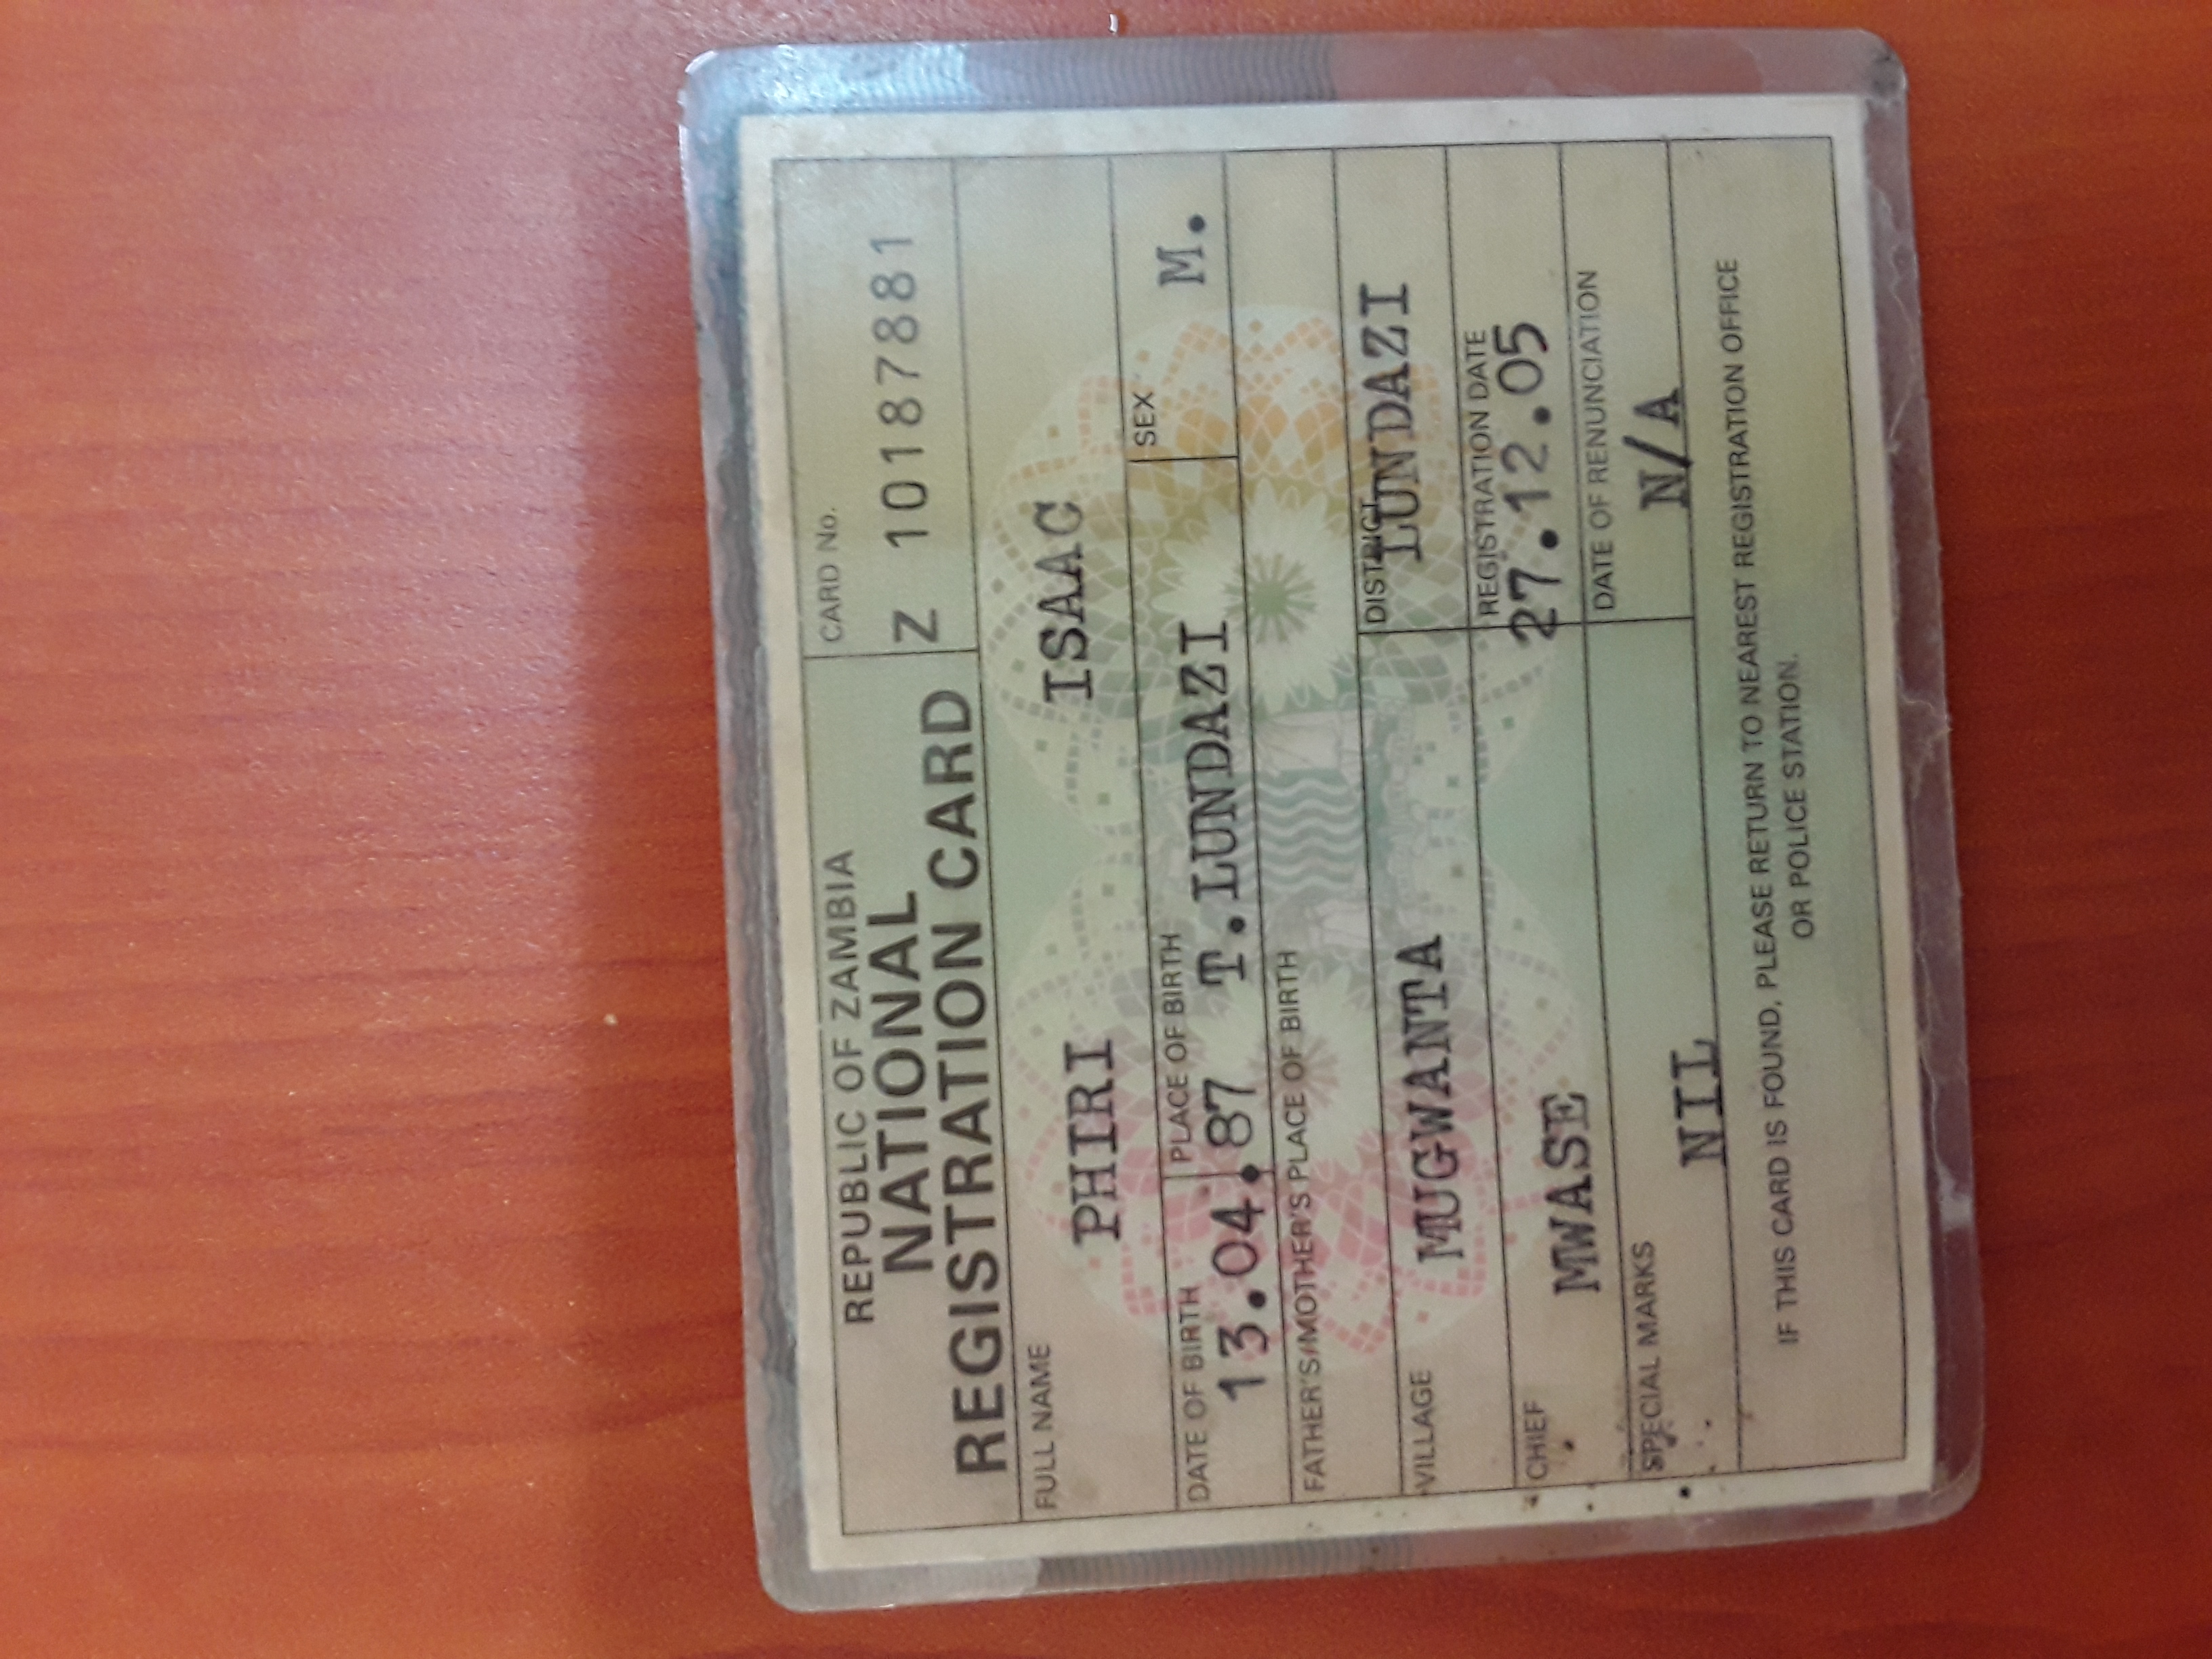 REPUBLIC OF ZAMBIA
NATIONAL
REGISTRATION CARD
CARD No.
Z 10187881
FULL NAME
PHIRI ISAAC
DATE OF BIRTH PLACE OF BIRTH SEX
13.04.87 T.LUNDAZI M.
FATHER'S/MOTHER'S PLACE OF BIRTH
VILLAGE DISTRICT
MUGWANTA LUNDAZI
CHIEF REGISTRATION DATE
MWASE 27.12.05
SPECIAL MARKS DATE OF RENUNCIATION
NIL N/A
IF THIS CARD IS FOUND, PLEASE RETURN TO NEAREST REGISTRATION OFFICE
OR POLICE STATION.